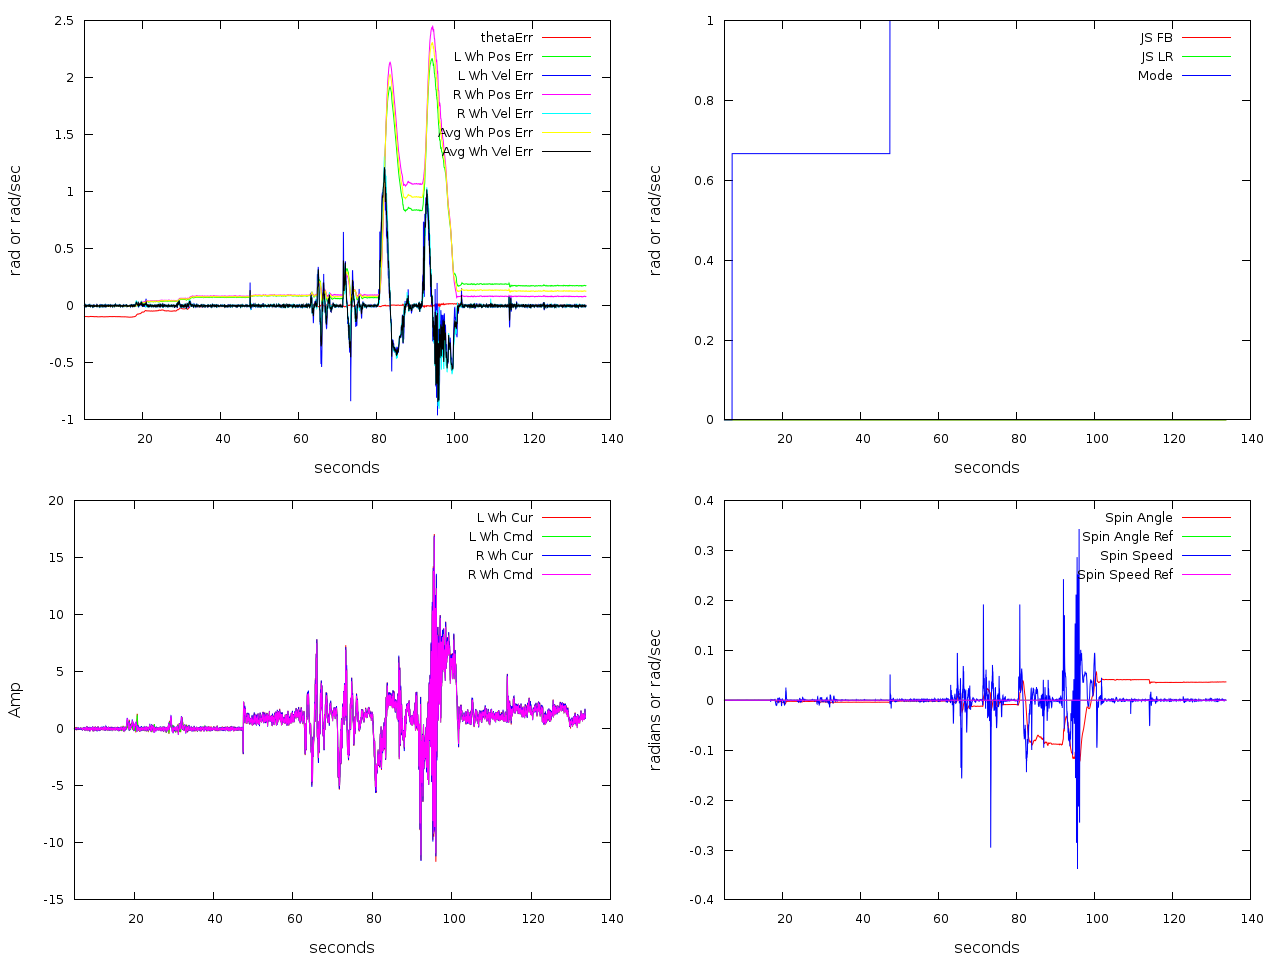 2.5
2
1.5
1
0.5
0
-0.5
-1
20 40 60 80 100 120 140
seconds
rad or rad/sec
thetaErr
L Wh Pos Err
L Wh Vel Err
R Wh Pos Err
R Wh Vel Err
Avg Wh Pos Err
Avg Wh Vel Err
1
0.8
0.6
0.4
0.2
0
20 40 60 80 100 120 140
seconds
rad or rad/sec
JS FB
JS LR
Mode
20
15
10
5
0
-5
-10
-15
20 40 60 80 100 120 140
seconds
Amp
L Wh Cur
L Wh Cmd
R Wh Cur
R Wh Cmd
0.4
0.3
0.2
0.1
0
-0.1
-0.2
-0.3
-0.4
20 40 60 80 100 120 140
seconds
radians or rad/sec
Spin Angle
Spin Angle Ref
Spin Speed
Spin Speed Ref